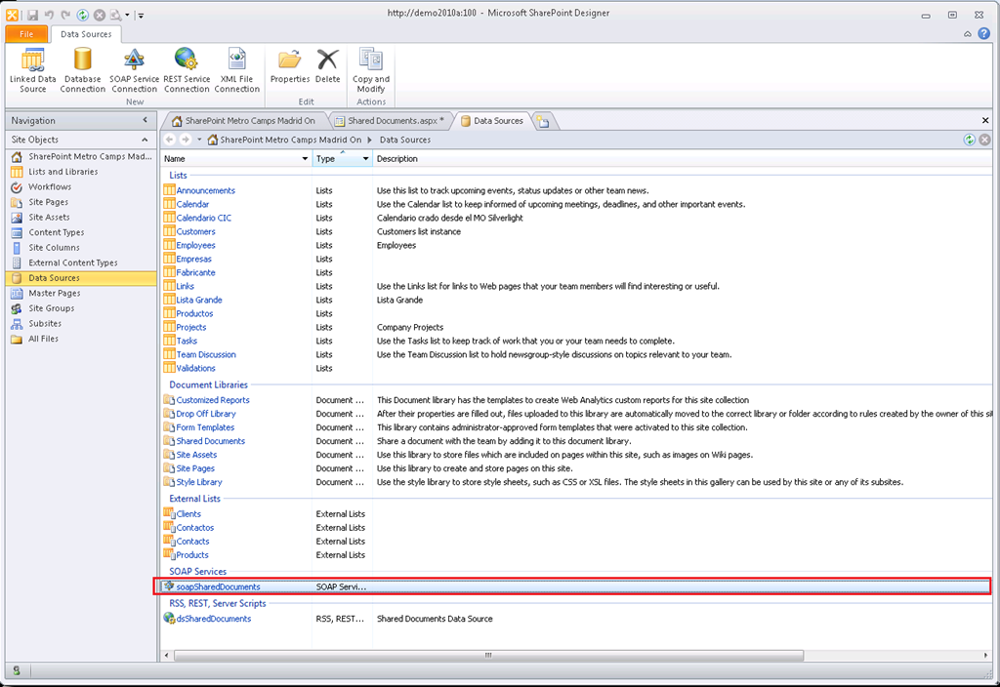 http://demo2010a:100 - Microsoft SharePoint Designer
File
Data Sources
Linked Data Source
Database Connection
SOAP Service Connection
REST Service Connection
XML File Connection
Properties
Delete
Copy and Modify
New
Edit
Actions
Navigation
SharePoint Metro Camps Madrid On
Shared Documents.aspx *
Data Sources
Site Objects
SharePoint Metro Camps Madrid On
Data Sources
SharePoint Metro Camps Mad...
Lists and Libraries
Workflows
Site Pages
Site Assets
Content Types
Site Columns
External Content Types
Data Sources
Master Pages
Site Groups
Subsites
All Files
Name Type Description
Lists
Announcements Lists Use this list to track upcoming events, status updates or other team news.
Calendar Lists Use the Calendar list to keep informed of upcoming meetings, deadlines, and other important events.
Calendario CIC Lists Calendario crado desde el MO Silverlight
Customers Lists Customers list instance
Employees Lists Employees
Empresas Lists
Fabricante Lists
Links Lists Use the Links list for links to Web pages that your team members will find interesting or useful.
Lista Grande Lists Lista Grande
Productos Lists
Projects Lists Company Projects
Tasks Lists Use the Tasks list to keep track of work that you or your team needs to complete.
Team Discussion Lists Use the Team Discussion list to hold newsgroup-style discussions on topics relevant to your team.
Validations Lists
Document Libraries
Customized Reports Document ... This Document library has the templates to create Web Analytics custom reports for this site collection
Drop Off Library Document ... After their properties are filled out, files uploaded to this library are automatically moved to the correct library or folder according to rules created by the owner of this si
Form Templates Document ... This library contains administrator-approved form templates that were activated to this site collection.
Shared Documents Document ... Share a document with the team by adding it to this document library.
Site Assets Document ... Use this library to store files which are included on pages within this site, such as images on Wiki pages.
Site Pages Document ... Use this library to create and store pages on this site.
Style Library Document ... Use the style library to store style sheets, such as CSS or XSL files. The style sheets in this gallery can be used by this site or any of its subsites.
External Lists
Clients External Lists
Contactos External Lists
Contacts External Lists
Products External Lists
SOAP Services
soapSharedDocuments SOAP Servi...
RSS, REST, Server Scripts
dsSharedDocuments RSS, REST... Shared Documents Data Source